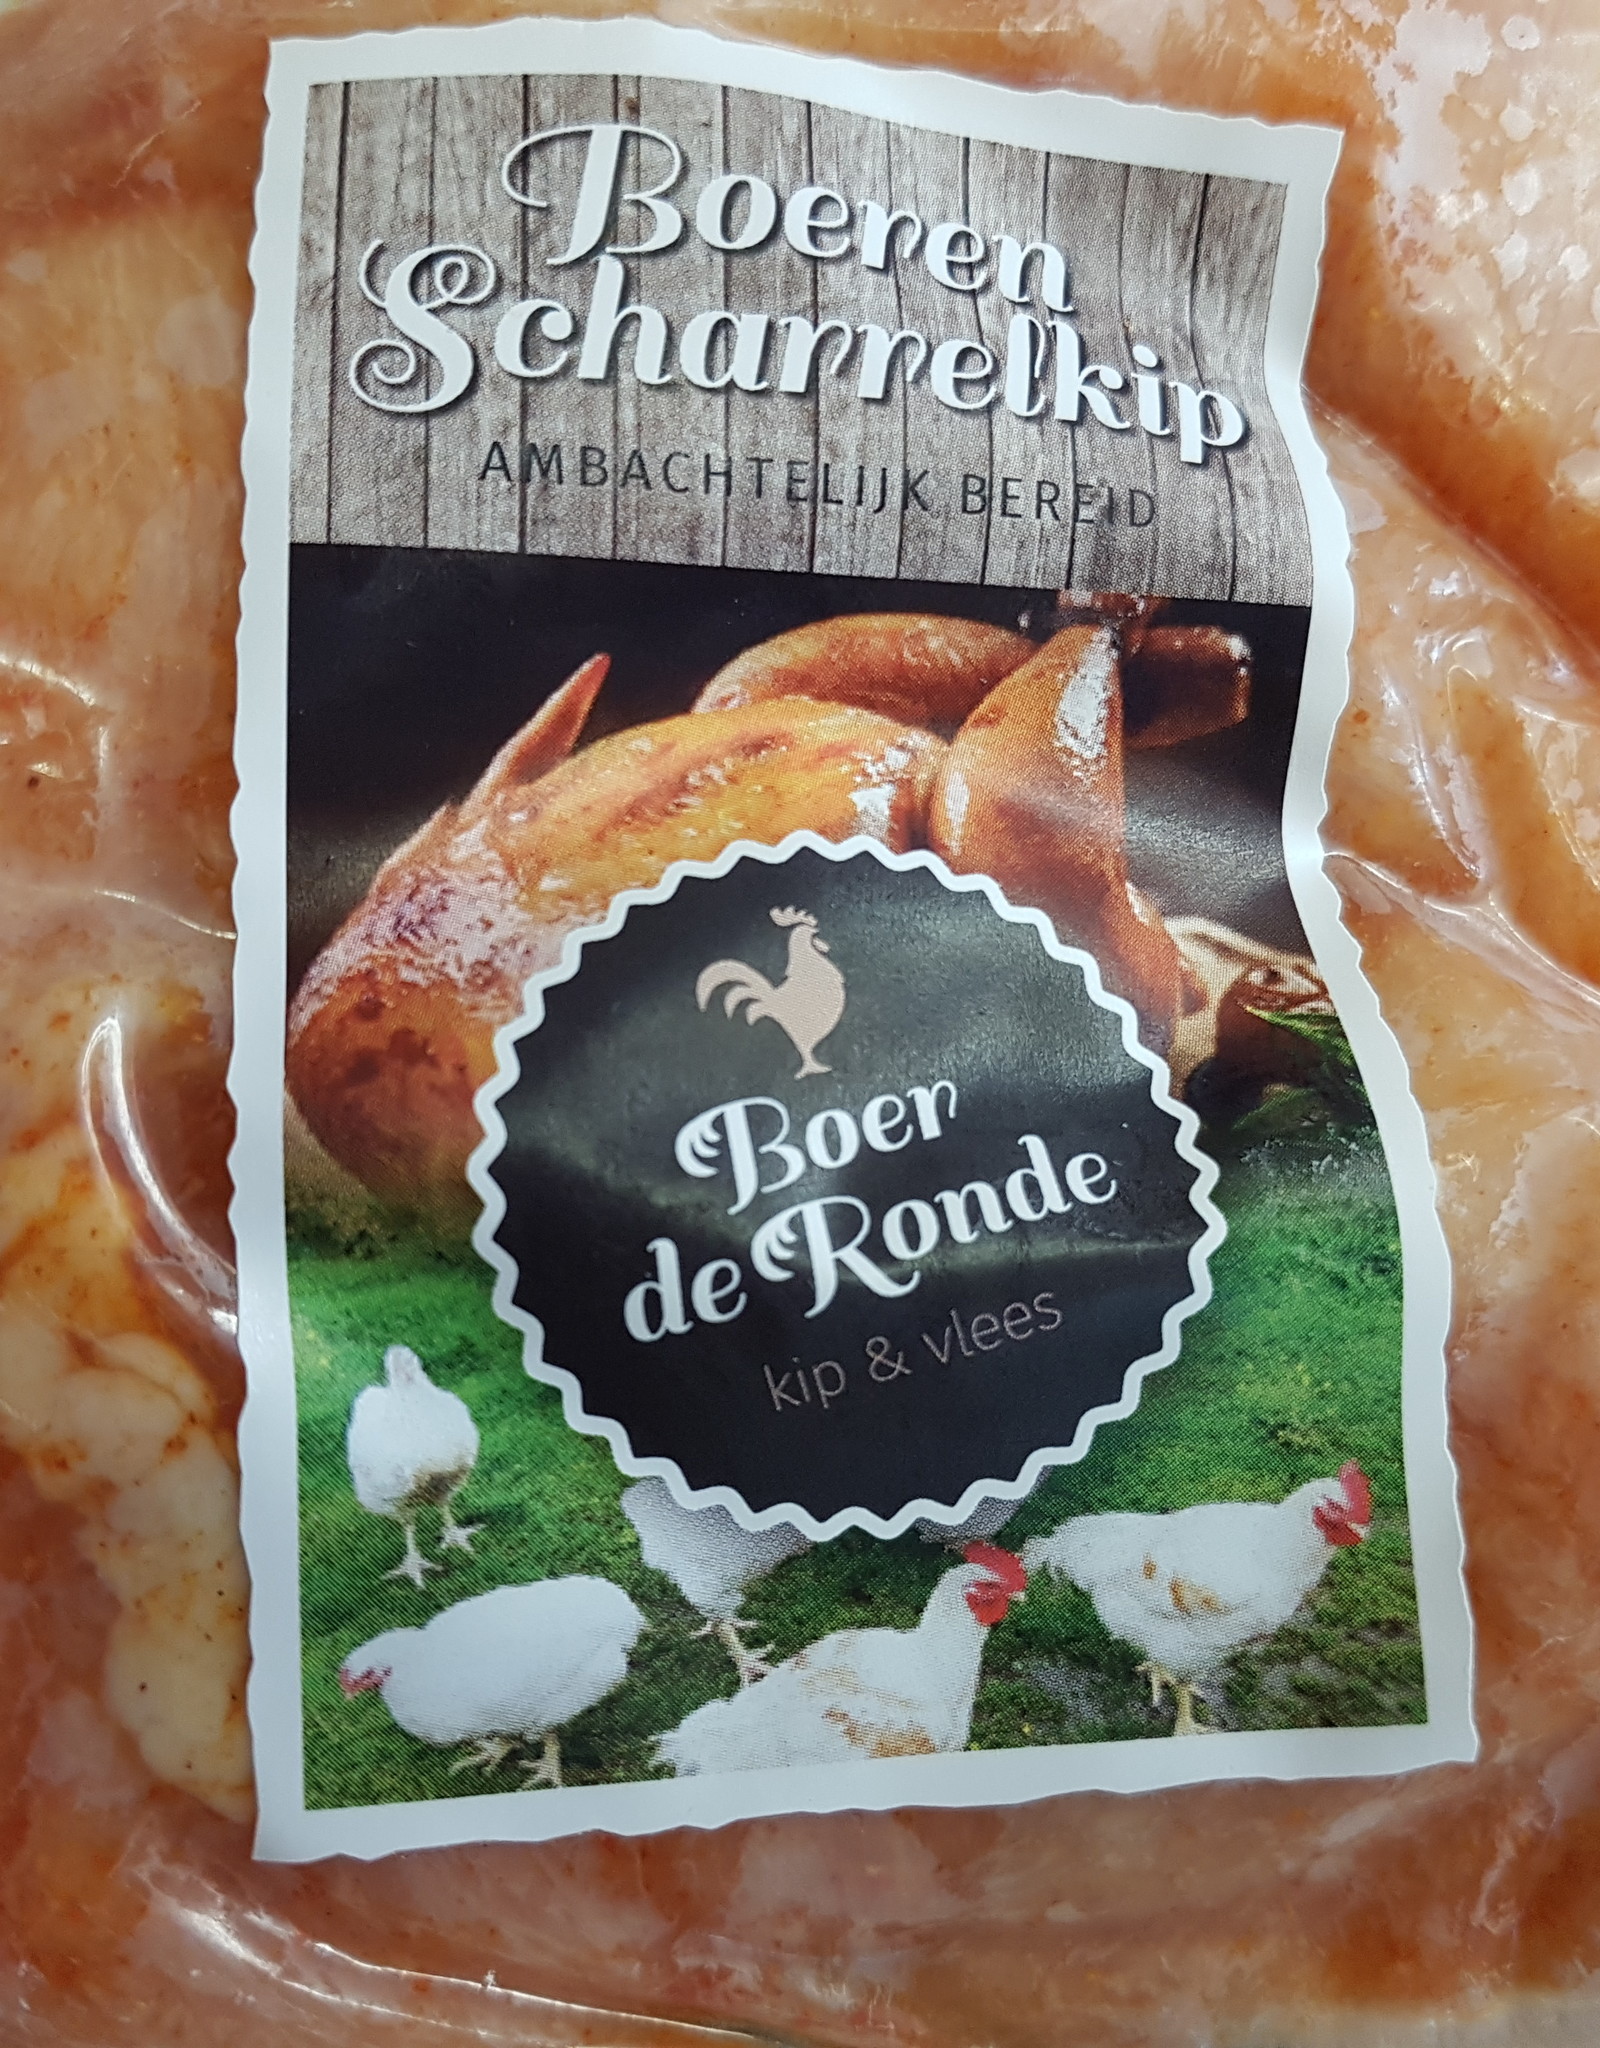 Boeren
Scharrelkip
AMBACHTELIJK BEREID
Boer
de Ronde
kip & vlees